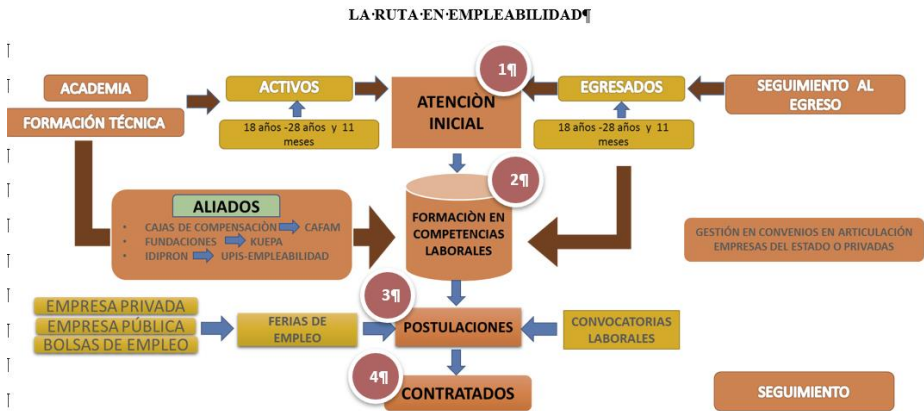 LA·RUTA·EN·EMPLEABILIDAD¶
1¶
ACADEMIA
FORMACIÓN TÉCNICA
ACTIVOS
18 años -28 años y 11
meses
ATENCIÒN
INICIAL
EGRESADOS
18 años -28 años y 11
meses
SEGUIMIENTO AL
EGRESO
2¶
ALIADOS
• CAJAS DE COMPENSACIÒN CAFAM
• FUNDACIONES KUEPA
• IDIPRON UPIS-EMPLEABILIDAD
FORMACIÒN EN
COMPETENCIAS
LABORALES
GESTIÓN EN CONVENIOS EN ARTICULACIÓN
EMPRESAS DEL ESTADO O PRIVADAS
3¶
EMPRESA PRIVADA
EMPRESA PÚBLICA
BOLSAS DE EMPLEO
FERIAS DE
EMPLEO
POSTULACIONES
CONVOCATORIAS
LABORALES
4¶
CONTRATADOS
SEGUIMIENTO